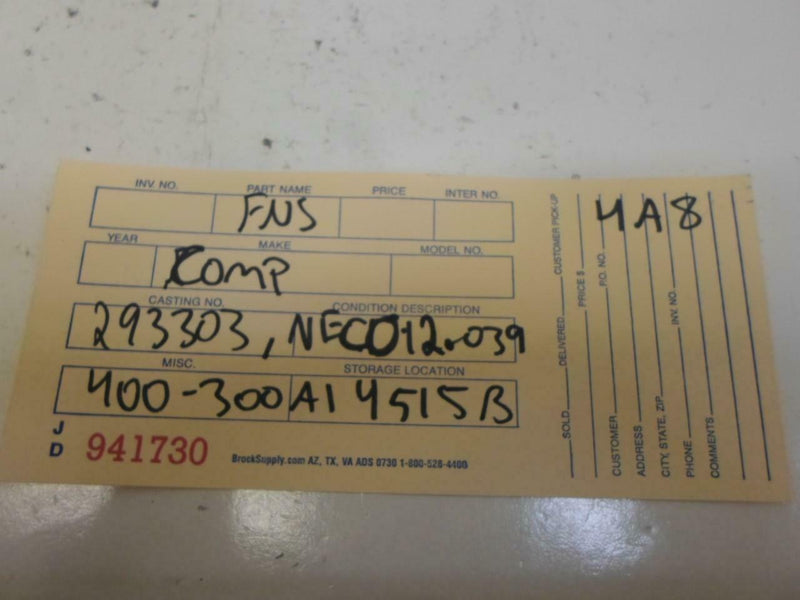 INV. NO. PART NAME PRICE INTER NO.
FNS
YEAR MAKE MODEL NO.
COMP
CASTING NO. CONDITION DESCRIPTION
293303, NECO12-039
MISC. STORAGE LOCATION
400-300 A14515B
J D 941730 BrockSupply.com AZ, TX, VA ADS 0730 1-800-528-4400
4A8
SOLD DELIVERED CUSTOMER PICK-UP
PRICE $
CUSTOMER P.O. NO.
ADDRESS
CITY, STATE, ZIP
PHONE INV. NO.
COMMENTS